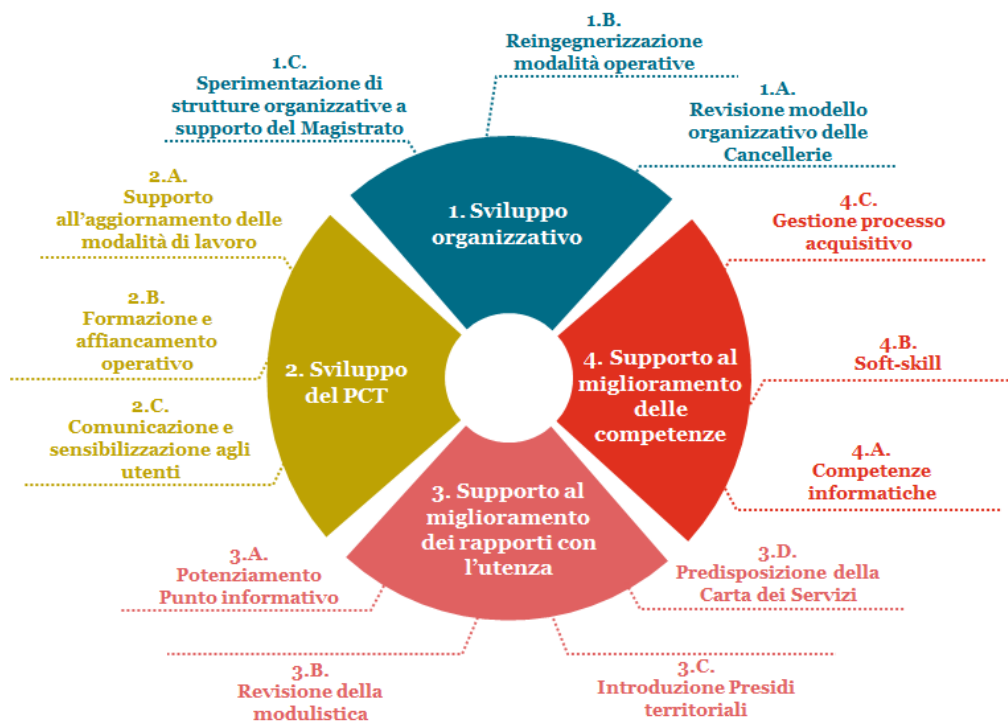 1.B.
Reingegnerizzazione
modalità operative
1.C.
Sperimentazione di
strutture organizzative a
supporto del Magistrato
1.A.
Revisione modello
organizzativo delle
Cancellerie
2.A.
Supporto
all'aggiornamento delle
modalità di lavoro
4.C.
Gestione processo
acquisitivo
1. Sviluppo
organizzativo
2.B.
Formazione e
affiancamento
operativo
4.B.
Soft-skill
2. Sviluppo
del PCT
4. Supporto al
miglioramento
delle
competenze
2.C.
Comunicazione e
sensibilizzazione agli
utenti
4.A.
Competenze
informatiche
3. Supporto al
miglioramento
dei rapporti con
l'utenza
3.A.
Potenziamento
Punto informativo
3.D.
Predisposizione della
Carta dei Servizi
3.B.
Revisione della
modulistica
3.C.
Introduzione Presidi
territoriali